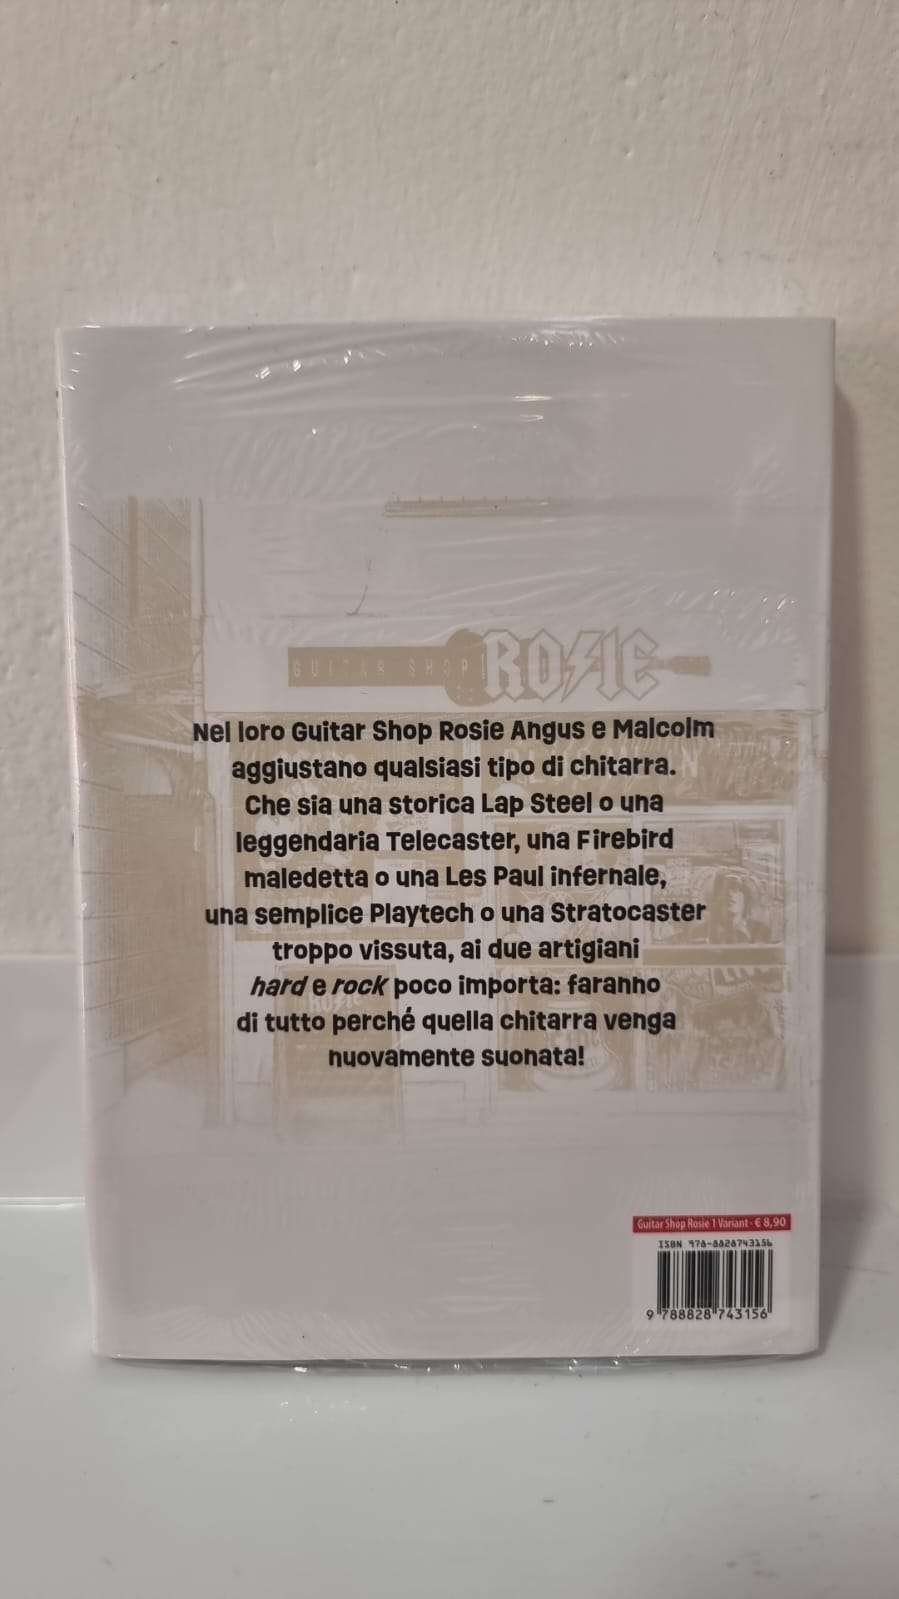 GUITAR SHOP ROSIE
Nel loro Guitar Shop Rosie Angus e Malcolm
aggiustano qualsiasi tipo di chitarra.
Che sia una storica Lap Steel o una
leggendaria Telecaster, una Firebird
maledetta o una Les Paul infernale,
una semplice Playtech o una Stratocaster
troppo vissuta, ai due artigiani
hard e rock poco importa: faranno
di tutto perché quella chitarra venga
nuovamente suonata!
ROSIE
Guitar Shop Rosie 1 Variant - € 8,90
ISBN 978-8828743156
9 788828 743156